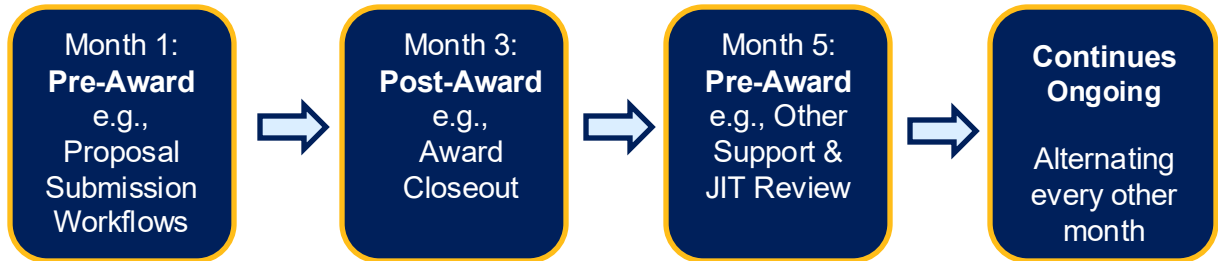 Month 1:
Pre-Award
e.g.,
Proposal
Submission
Workflows
Month 3:
Post-Award
e.g.,
Award
Closeout
Month 5:
Pre-Award
e.g., Other
Support &
JIT Review
Continues
Ongoing
Alternating
every other
month